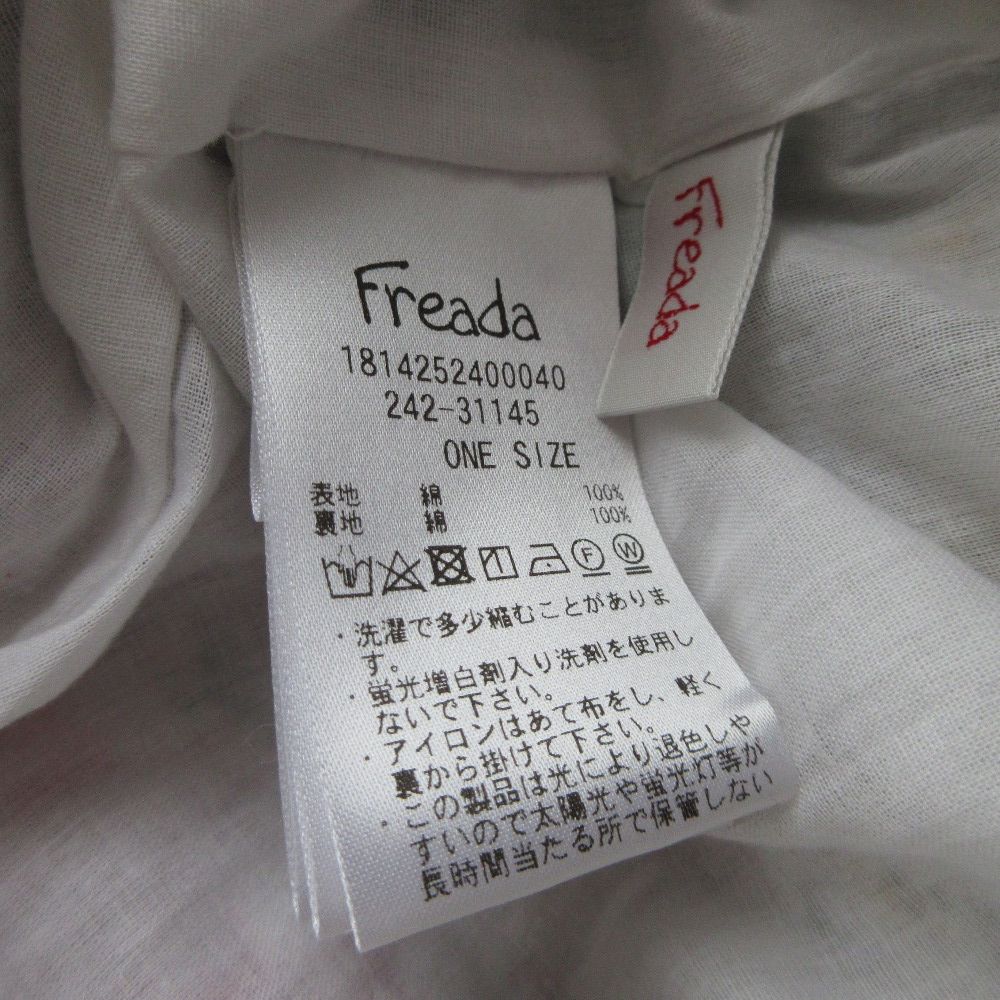 Freada
Freada
1814252400040
242-31145
ONE SIZE
表地 綿 100%
裏地 綿 100%
F W
・洗濯で多少縮むことがありま
す。
・蛍光増白剤入り洗剤を使用し
ないで下さい。
・アイロンはあて布をし、軽く
裏から掛けて下さい。
・この製品は光により退色しや
すいので太陽光や蛍光灯等が
長時間当たる所で保管しない